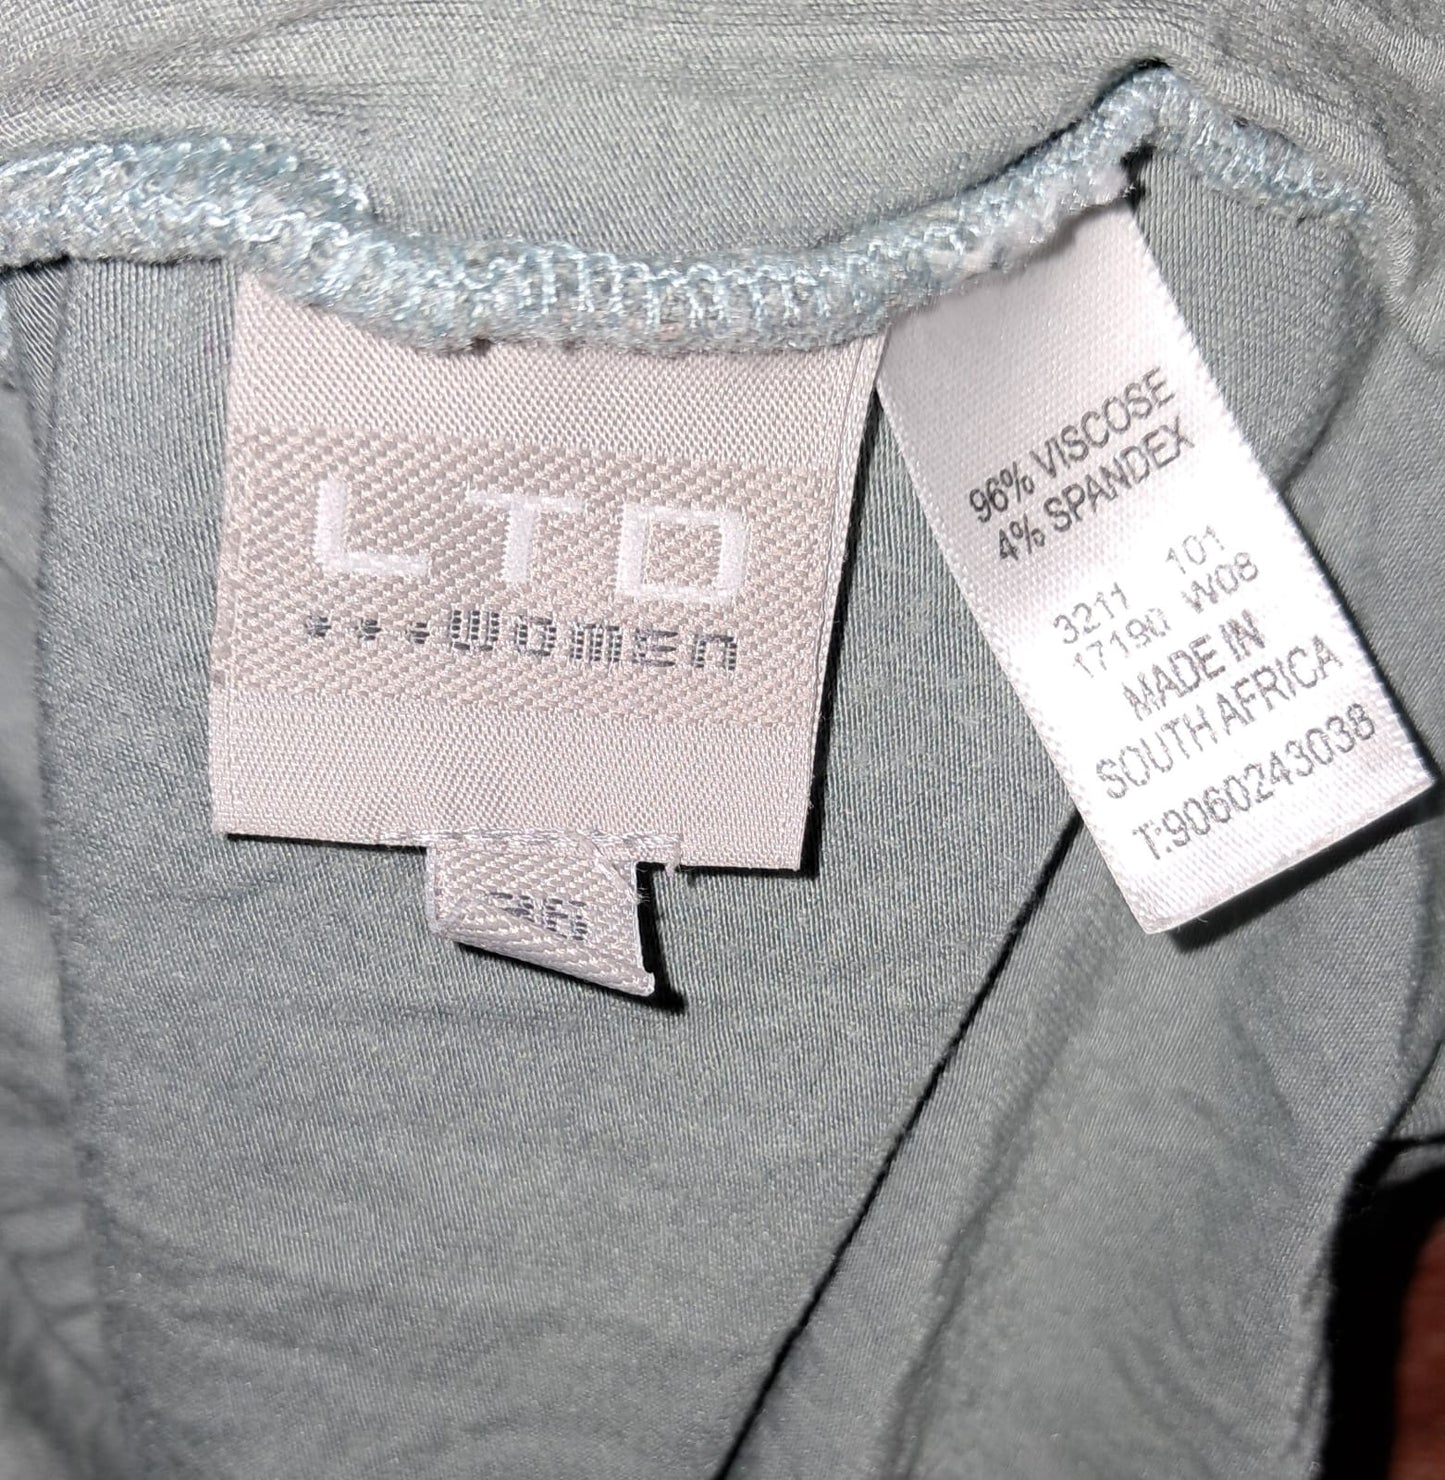 LTD
women
96% VISCOSE
4% SPANDEX
3211 101
17190 W08
MADE IN
SOUTH AFRICA
T:9060243038